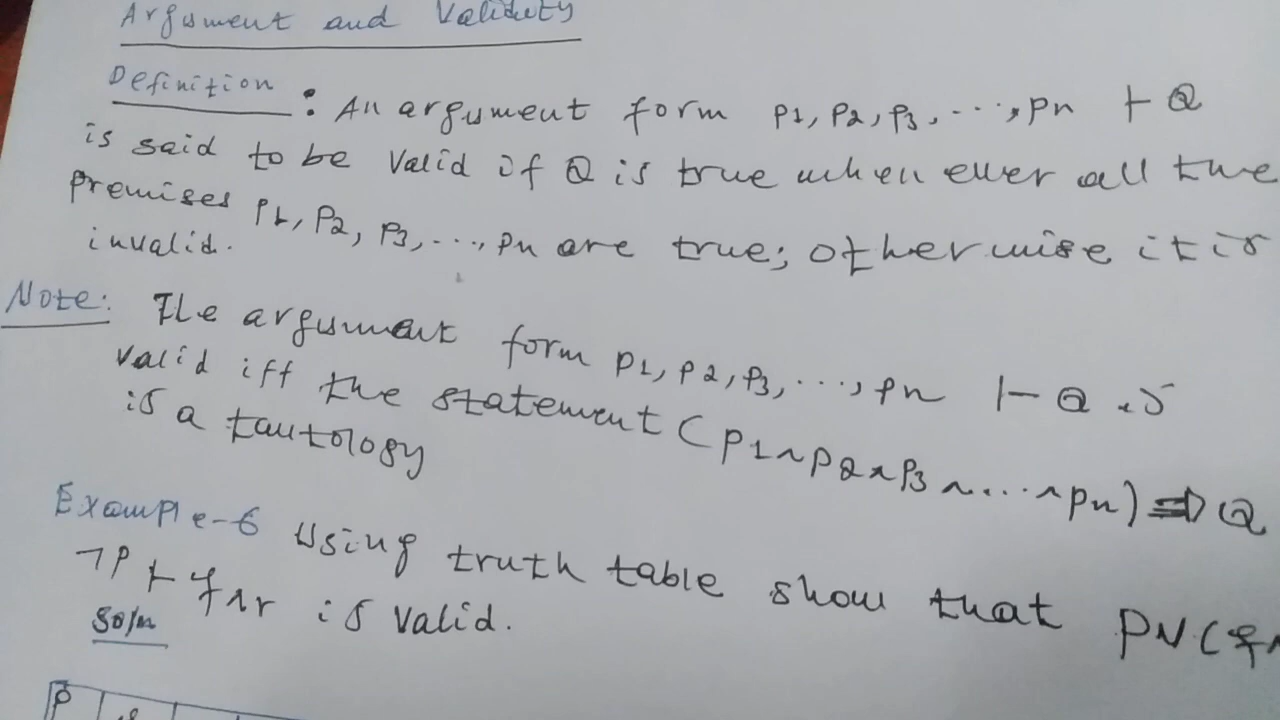 Argument and Validity
Definition : An argument form P1, P2, P3, ..., Pn ⊢ Q
is said to be valid if Q is true when ever all the
premises P1, P2, P3, ..., Pn are true; otherwise it is
invalid.
Note: The argument form P1, P2, P3, ..., Pn ⊢ Q is
valid iff the statement (P1 ∧ P2 ∧ P3 ∧ ... ∧ Pn) ⇒ Q
is a tautology
Example-6 Using truth table show that P∨(q∧
¬P ⊢ q∧r is valid.
Soln
P